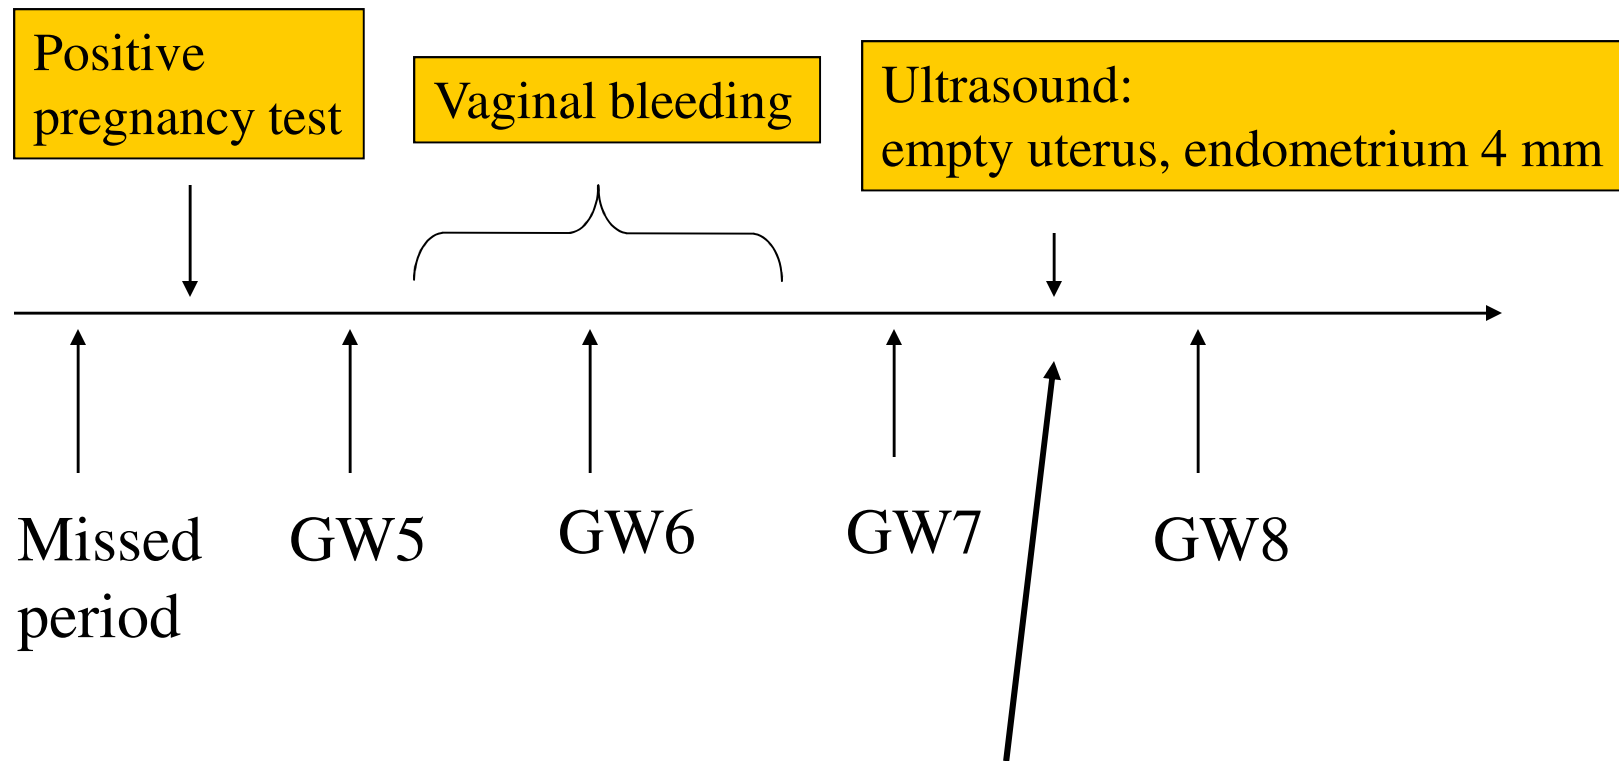 Positive
pregnancy test
Vaginal bleeding
Ultrasound:
empty uterus, endometrium 4 mm
Missed
period
GW5
GW6
GW7
GW8